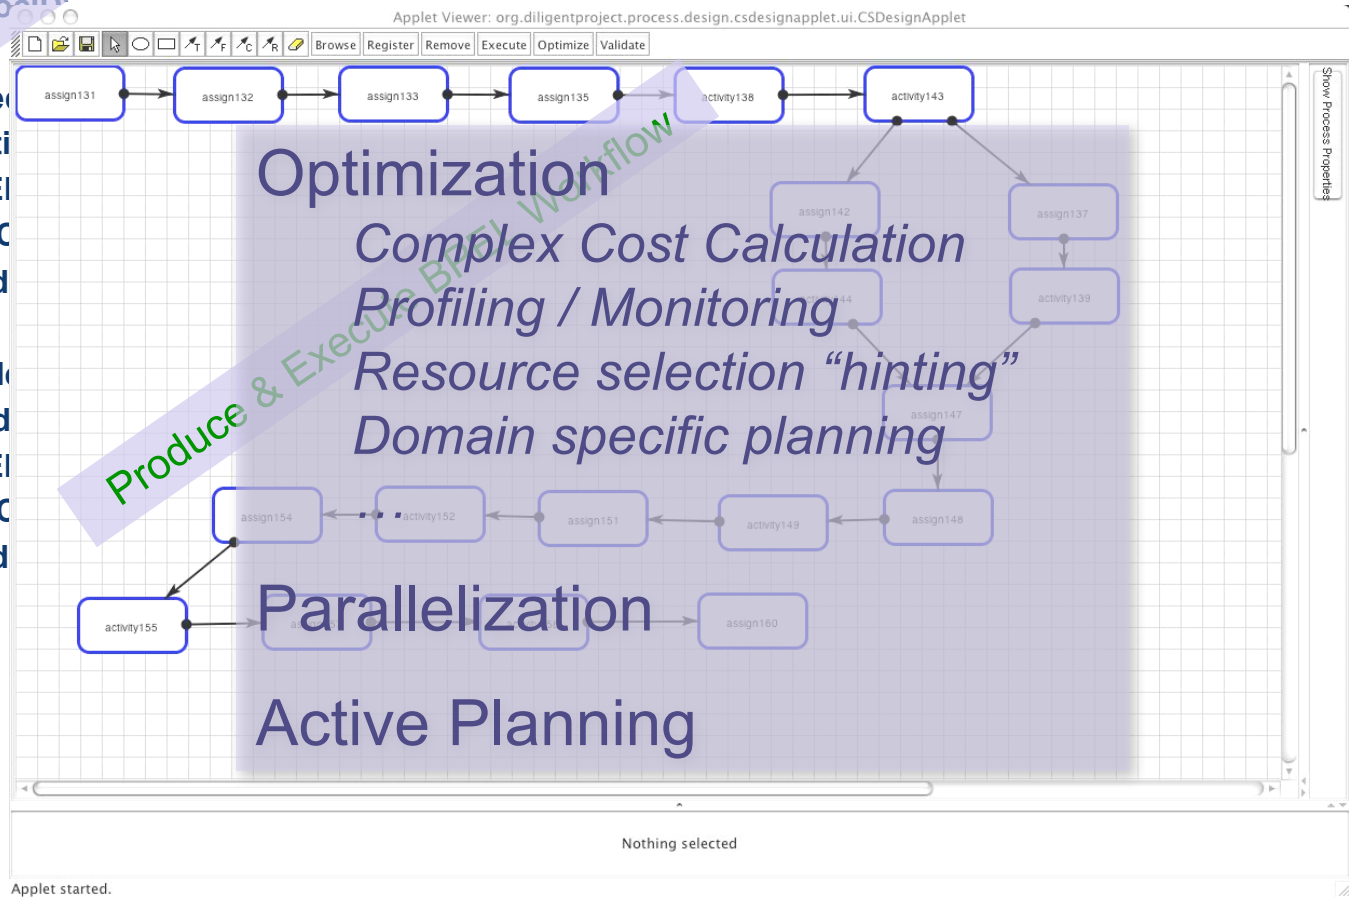 Applet Viewer: org.diligentproject.process.design.csdesignapplet.ui.CSDesignApplet
Browse Register Remove Execute Optimize Validate
assign131 assign132 assign133 assign135 activity138 activity143
Show Process Properties
Produce & Execute BPEL Workflow
Optimization
assign142 assign137
Complex Cost Calculation
activity139
Profiling / Monitoring
Resource selection “hinting”
assign147
Domain specific planning
...
assign154 activity152 assign151 activity149 assign148
Parallelization
activity155 assign160
Active Planning
Nothing selected
Applet started.